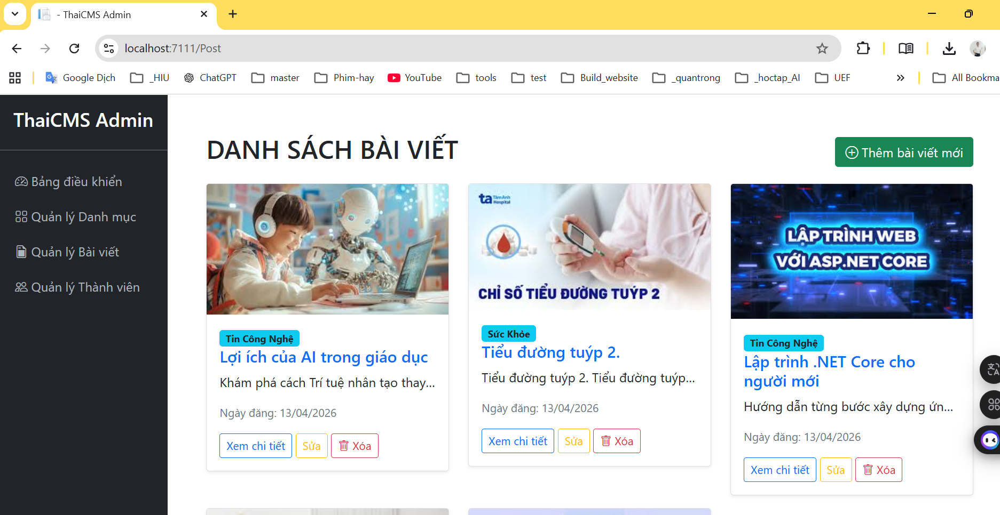 - ThaiCMS Admin
localhost:7111/Post
Google Dịch
_HIU
ChatGPT
master
Phim-hay
YouTube
tools
test
Build_website
_quantrong
_hoctap_AI
UEF
All Bookma
ThaiCMS Admin
Bảng điều khiển
Quản lý Danh mục
Quản lý Bài viết
Quản lý Thành viên
DANH SÁCH BÀI VIẾT
Thêm bài viết mới
Tin Công Nghệ
Lợi ích của AI trong giáo dục
Khám phá cách Trí tuệ nhân tạo thay...
Ngày đăng: 13/04/2026
Xem chi tiết
Sửa
Xóa
ta TâmAnh
Hospital
CHỈ SỐ TIỂU ĐƯỜNG TUÝP 2
Sức Khỏe
Tiểu đường tuýp 2.
Tiểu đường tuýp 2. Tiểu đường tuýp...
Ngày đăng: 13/04/2026
Xem chi tiết
Sửa
Xóa
LẬP TRÌNH WEB
VỚI ASP.NET CORE
Tin Công Nghệ
Lập trình .NET Core cho
người mới
Hướng dẫn từng bước xây dựng ứn...
Ngày đăng: 13/04/2026
Xem chi tiết
Sửa
Xóa